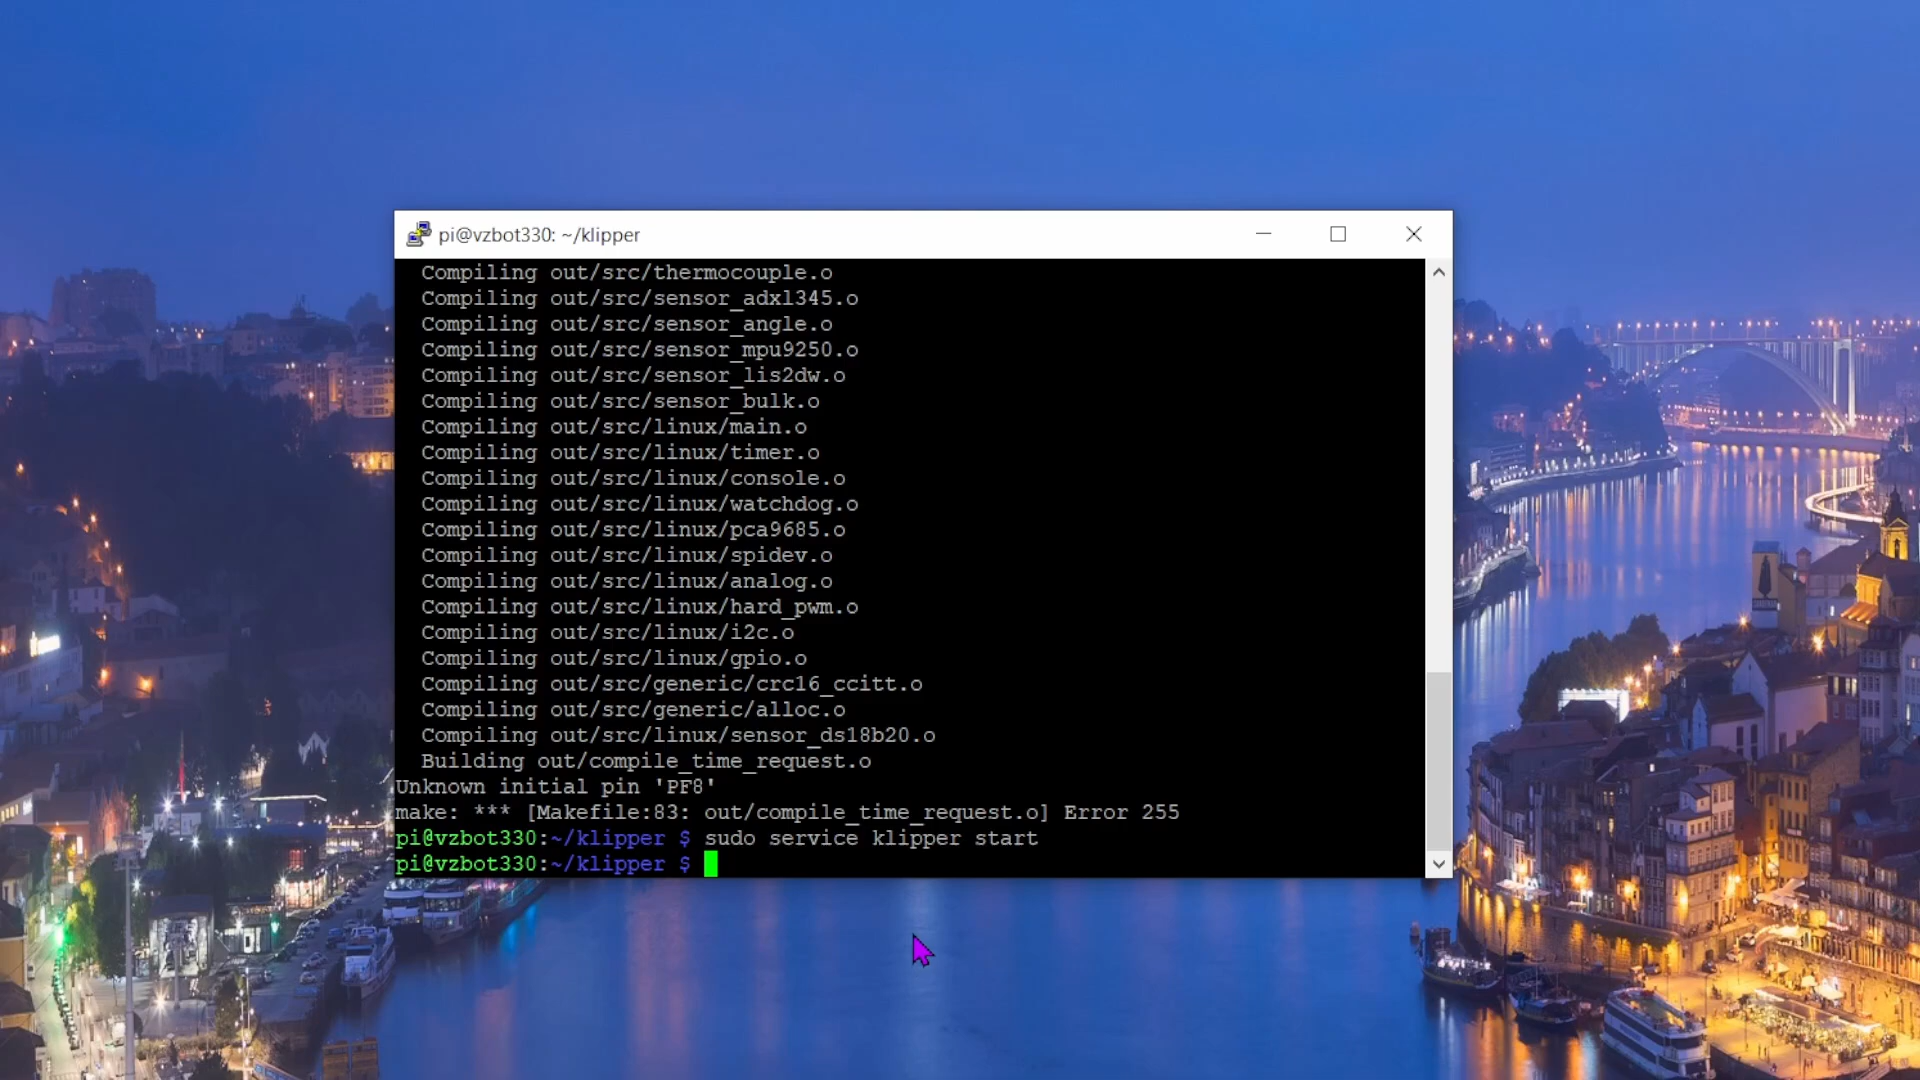 pi@vzbot330: ~/klipper
Compiling out/src/thermocouple.o
Compiling out/src/sensor_adxl345.o
Compiling out/src/sensor_angle.o
Compiling out/src/sensor_mpu9250.o
Compiling out/src/sensor_lis2dw.o
Compiling out/src/sensor_bulk.o
Compiling out/src/linux/main.o
Compiling out/src/linux/timer.o
Compiling out/src/linux/console.o
Compiling out/src/linux/watchdog.o
Compiling out/src/linux/pca9685.o
Compiling out/src/linux/spidev.o
Compiling out/src/linux/analog.o
Compiling out/src/linux/hard_pwm.o
Compiling out/src/linux/i2c.o
Compiling out/src/linux/gpio.o
Compiling out/src/generic/crc16_ccitt.o
Compiling out/src/generic/alloc.o
Compiling out/src/linux/sensor_ds18b20.o
Building out/compile_time_request.o
Unknown initial pin 'PF8'
make: *** [Makefile:83: out/compile_time_request.o] Error 255
pi@vzbot330:~/klipper $ sudo service klipper start
pi@vzbot330:~/klipper $